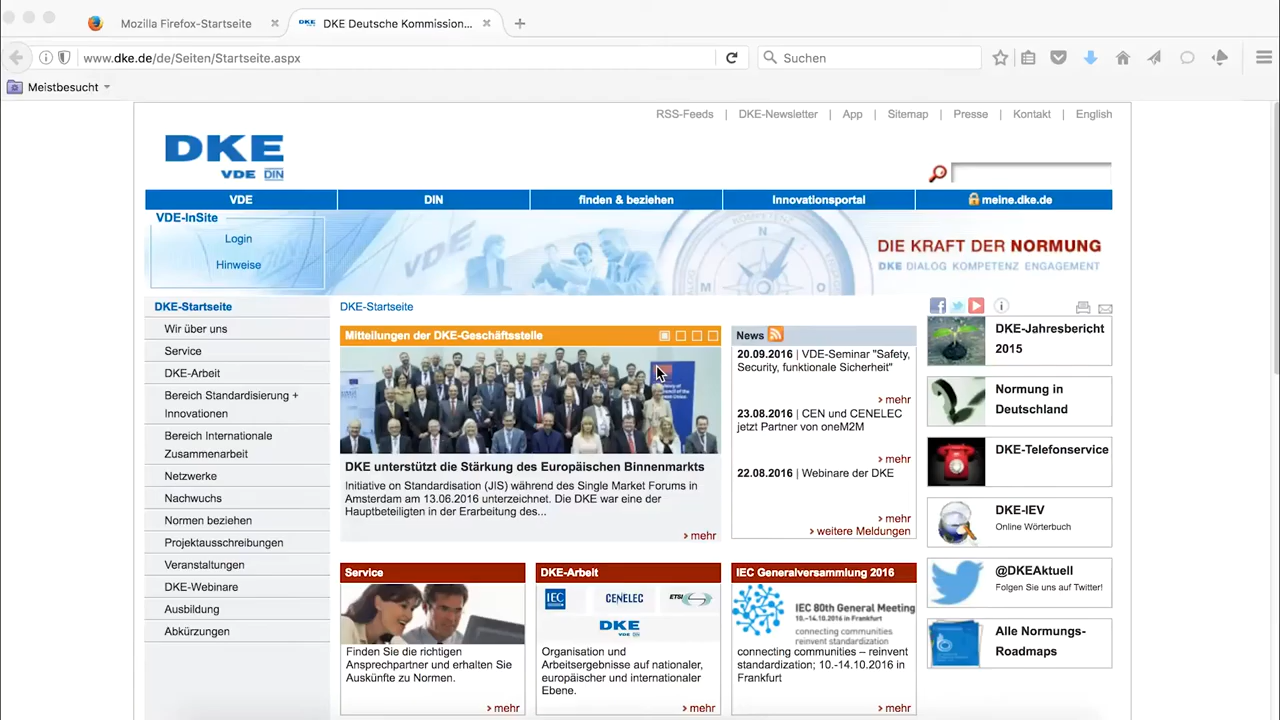 Mozilla Firefox-Startseite
DKE Deutsche Kommission...
www.dke.de/de/Seiten/Startseite.aspx
Suchen
Meistbesucht
RSS-Feeds | DKE-Newsletter | App | Sitemap | Presse | Kontakt | English
DKE
VDE DIN
VDE
DIN
finden & beziehen
Innovationsportal
meine.dke.de
VDE-InSite
Login
Hinweise
VDE
KOMPETENZ
N
M
S
DIE KRAFT DER NORMUNG
DKE DIALOG KOMPETENZ ENGAGEMENT
DKE-Startseite
Wir über uns
Service
DKE-Arbeit
Bereich Standardisierung +
Innovationen
Bereich Internationale
Zusammenarbeit
Netzwerke
Nachwuchs
Normen beziehen
Projektausschreibungen
Veranstaltungen
DKE-Webinare
Ausbildung
Abkürzungen
DKE-Startseite
Mitteilungen der DKE-Geschäftsstelle
DKE unterstützt die Stärkung des Europäischen Binnenmarkts
Initiative on Standardisation (JIS) während des Single Market Forums in
Amsterdam am 13.06.2016 unterzeichnet. Die DKE war eine der
Hauptbeteiligten in der Erarbeitung des...
› mehr
News
20.09.2016 | VDE-Seminar "Safety,
Security, funktionale Sicherheit"
› mehr
23.08.2016 | CEN und CENELEC
jetzt Partner von oneM2M
› mehr
22.08.2016 | Webinare der DKE
› mehr
› weitere Meldungen
Service
Finden Sie die richtigen
Ansprechpartner und erhalten Sie
Auskünfte zu Normen.
› mehr
DKE-Arbeit
IEC
CENELEC
ETSI
DKE
VDE DIN
Organisation und
Arbeitsergebnisse auf nationaler,
europäischer und internationaler
Ebene.
› mehr
IEC Generalversammlung 2016
IEC 80th General Meeting
10.-14.10.2016 in Frankfurt
connecting communities
reinvent standardization
connecting communities – reinvent
standardization; 10.-14.10.2016 in
Frankfurt
› mehr
DKE-Jahresbericht
2015
Normung in
Deutschland
DKE-Telefonservice
DKE-IEV
Online Wörterbuch
@DKEAktuell
Folgen Sie uns auf Twitter!
Alle Normungs-
Roadmaps